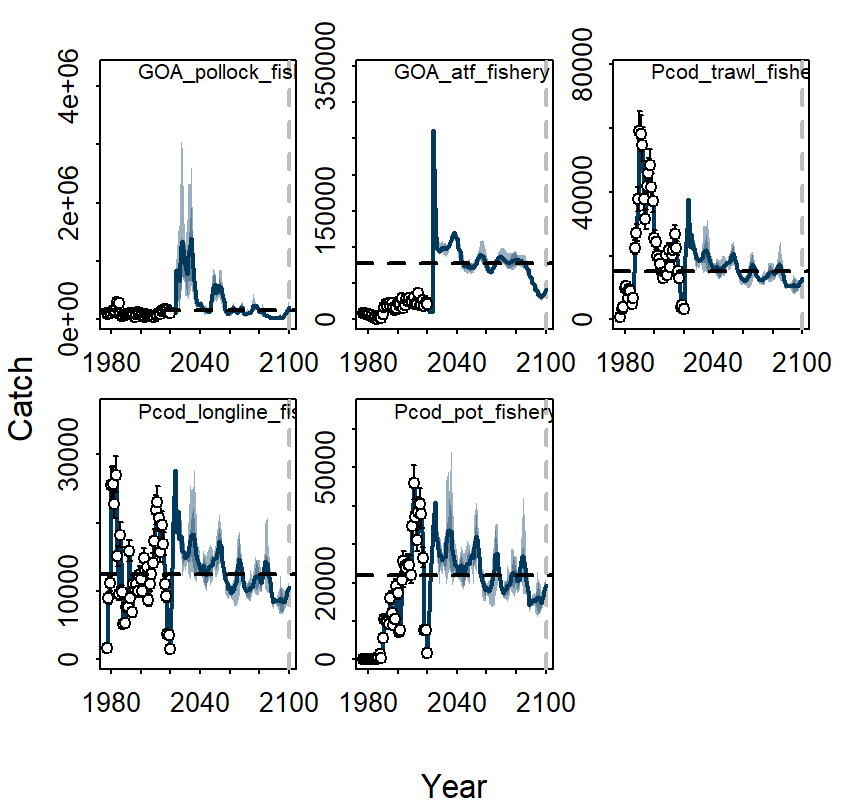 GOA_pollock_fish
GOA_atf_fishery
Pcod_trawl_fishe
0e+00 2e+06 4e+06
0 150000 350000
0 40000 80000
1980 2040 2100
1980 2040 2100
1980 2040 2100
Catch
Pcod_longline_fis
Pcod_pot_fishery
0 10000 30000
0 20000 50000
1980 2040 2100
1980 2040 2100
Year